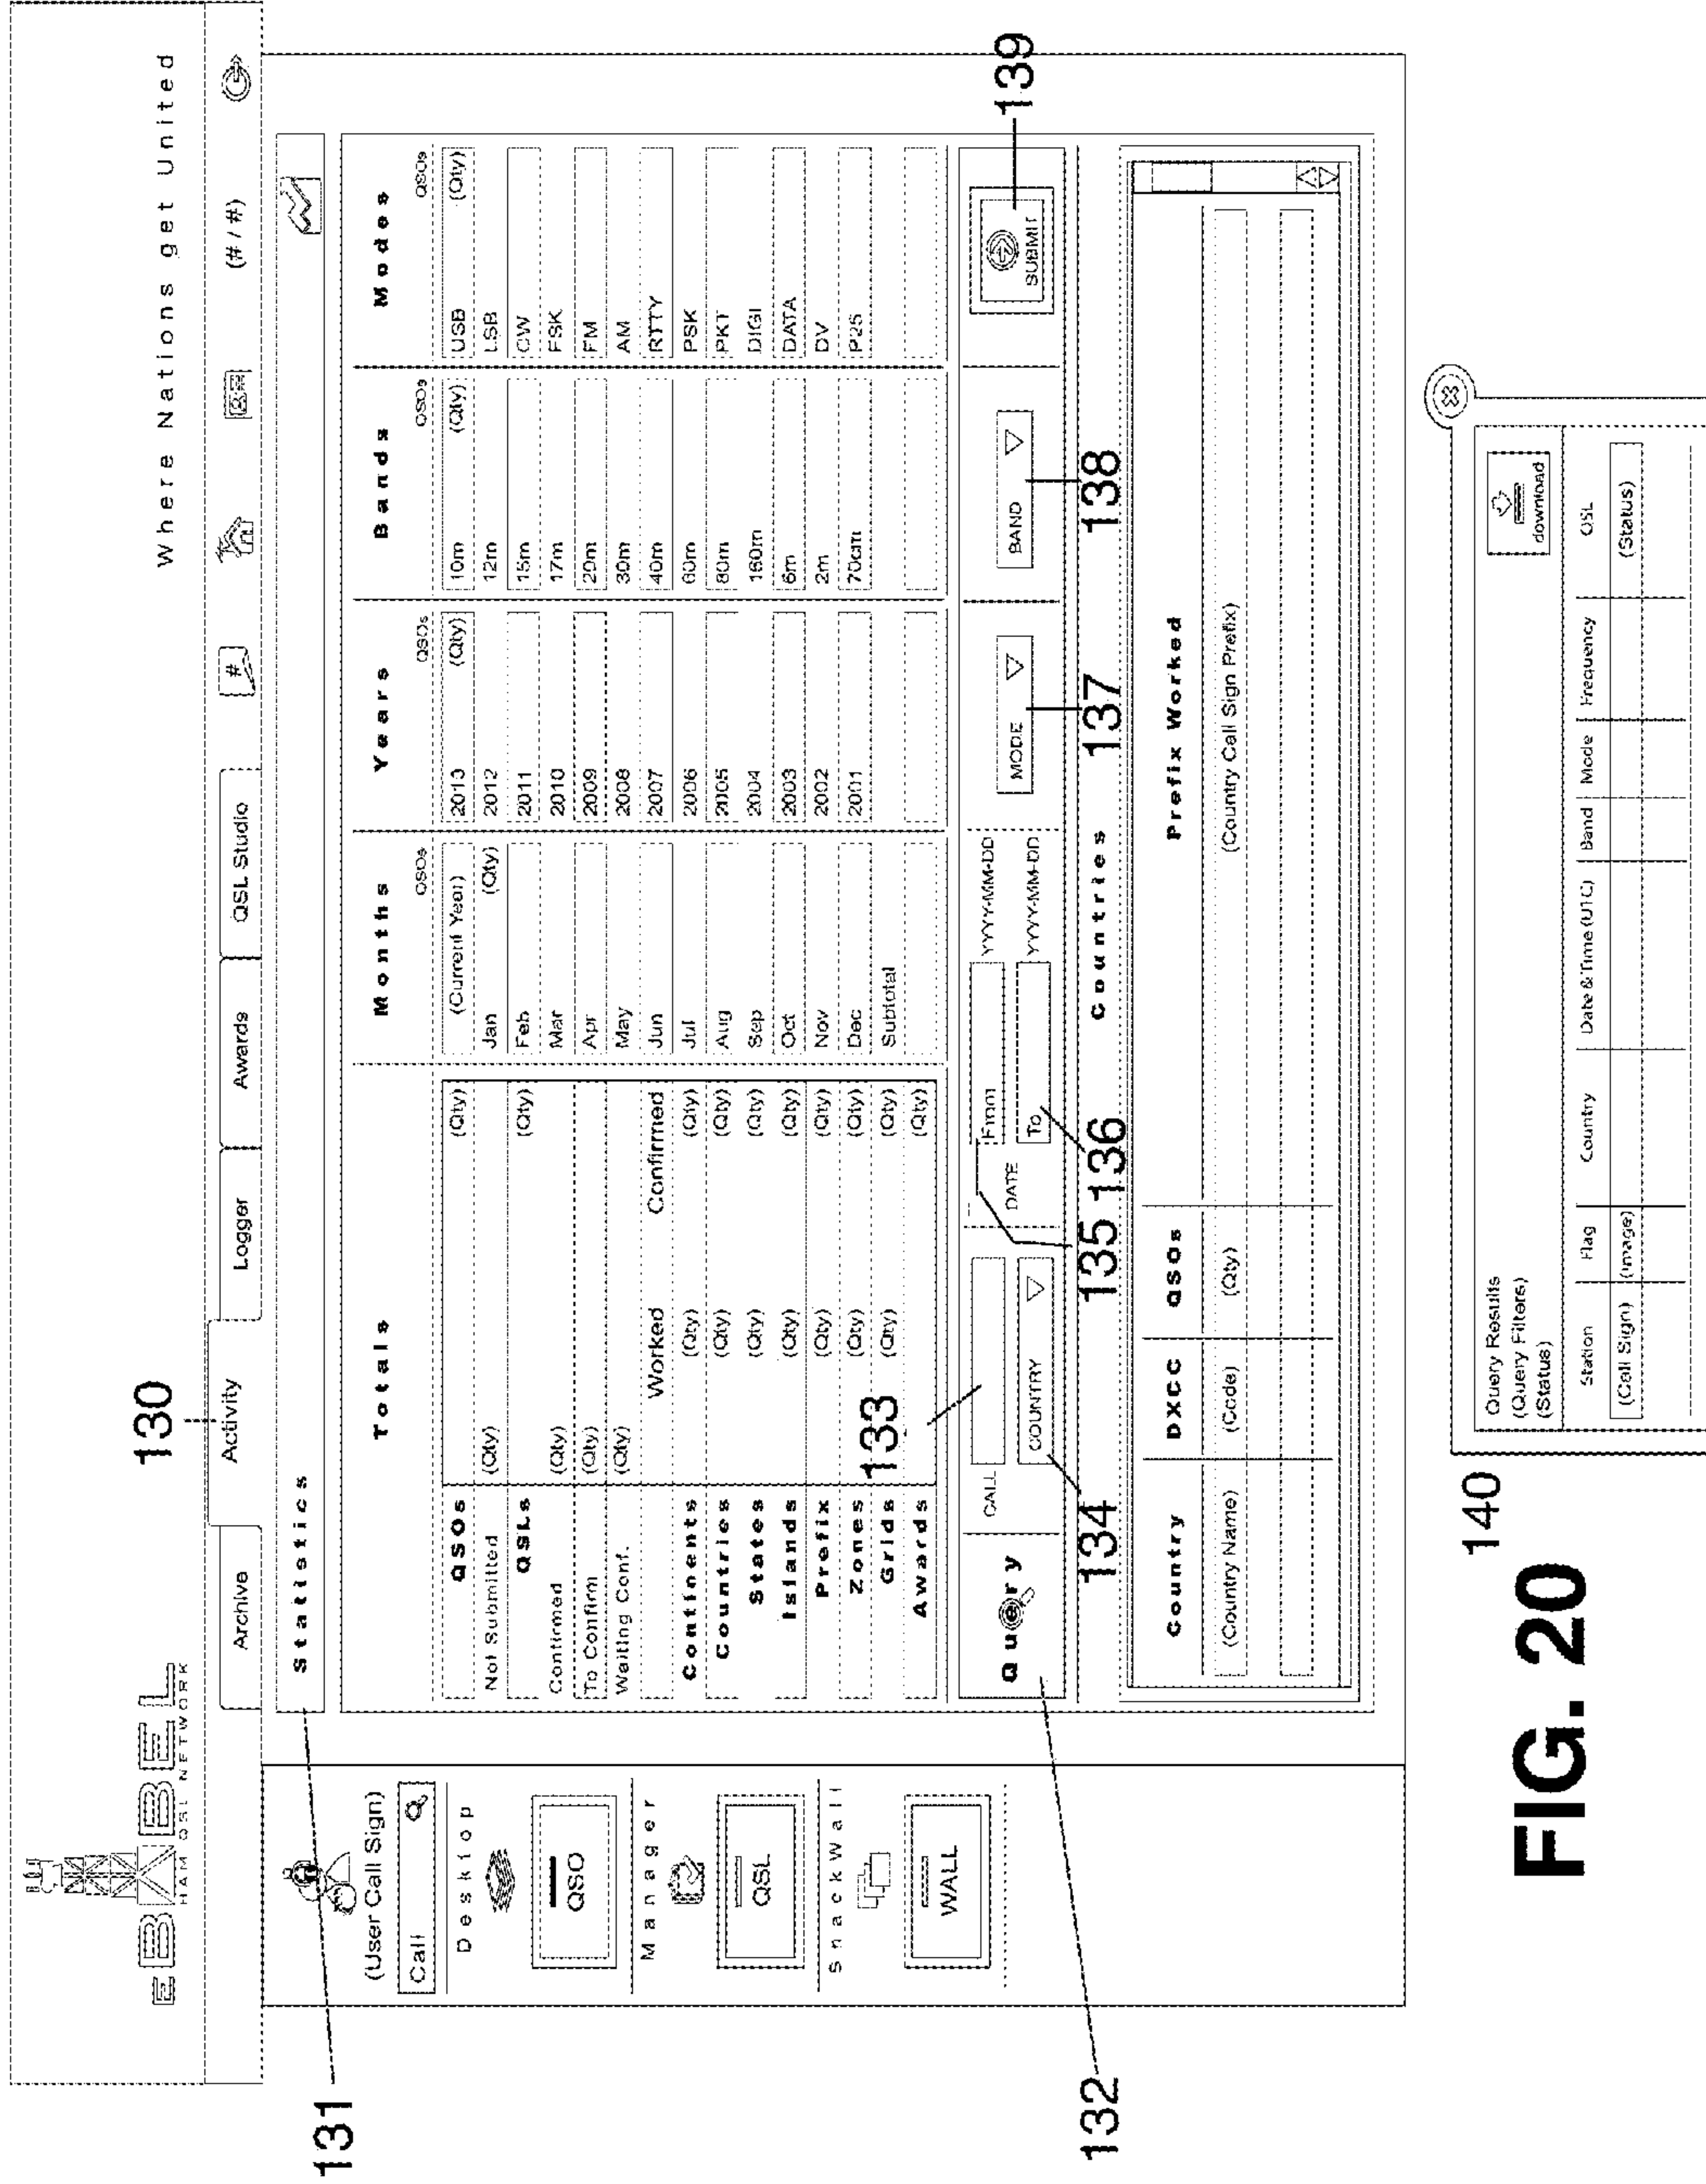 Where Nations get United
EBBEL
HAM QSL NETWORK
130
Archive
Activity
Logger
Awards
QSL Studio
#
(# / #)
131
(User Call Sign)
Call
Desktop
QSO
Manager
QSL
SnackWall
WALL
Statistics
Totals
QSOs (Qty)
Not Submitted (Qty)
QSLs (Qty)
Confirmed (Qty)
To Confirm (Qty)
Waiting Conf. (Qty)
Worked Confirmed
Continents (Qty) (Qty)
Countries (Qty) (Qty)
States (Qty) (Qty)
Islands (Qty) (Qty)
Prefix (Qty) (Qty)
Zones (Qty) (Qty)
Grids (Qty) (Qty)
Awards (Qty)
Months
QSOs
(Current Year)
Jan (Qty)
Feb
Mar
Apr
May
Jun
Jul
Aug
Sep
Oct
Nov
Dec
Subtotal
Years
QSOs
2013 (Qty)
2012
2011
2010
2009
2008
2007
2006
2005
2004
2003
2002
2001
Bands
QSOs
10m (Qty)
12m
15m
17m
20m
30m
40m
60m
80m
160m
6m
2m
70cm
Modes
QSOs
USB (Qty)
LSB
CW
FSK
FM
AM
RTTY
PSK
PKT
DIGI
DATA
DV
P25
132
Query
133
CALL
134
COUNTRY
DATE
135
From YYYY-MM-DD
136
To YYYY-MM-DD
MODE
137
BAND
138
SUBMIT
139
Countries
Country DXCC QSOs Prefix Worked
(Country Name) (Code) (Qty) (Country Call Sign Prefix)
140
Query Results
(Query Filters)
(Status)
download
Station Flag Country Date & Time (UTC) Band Mode Frequency QSL
(Call Sign) (Image) (Status)
FIG. 20